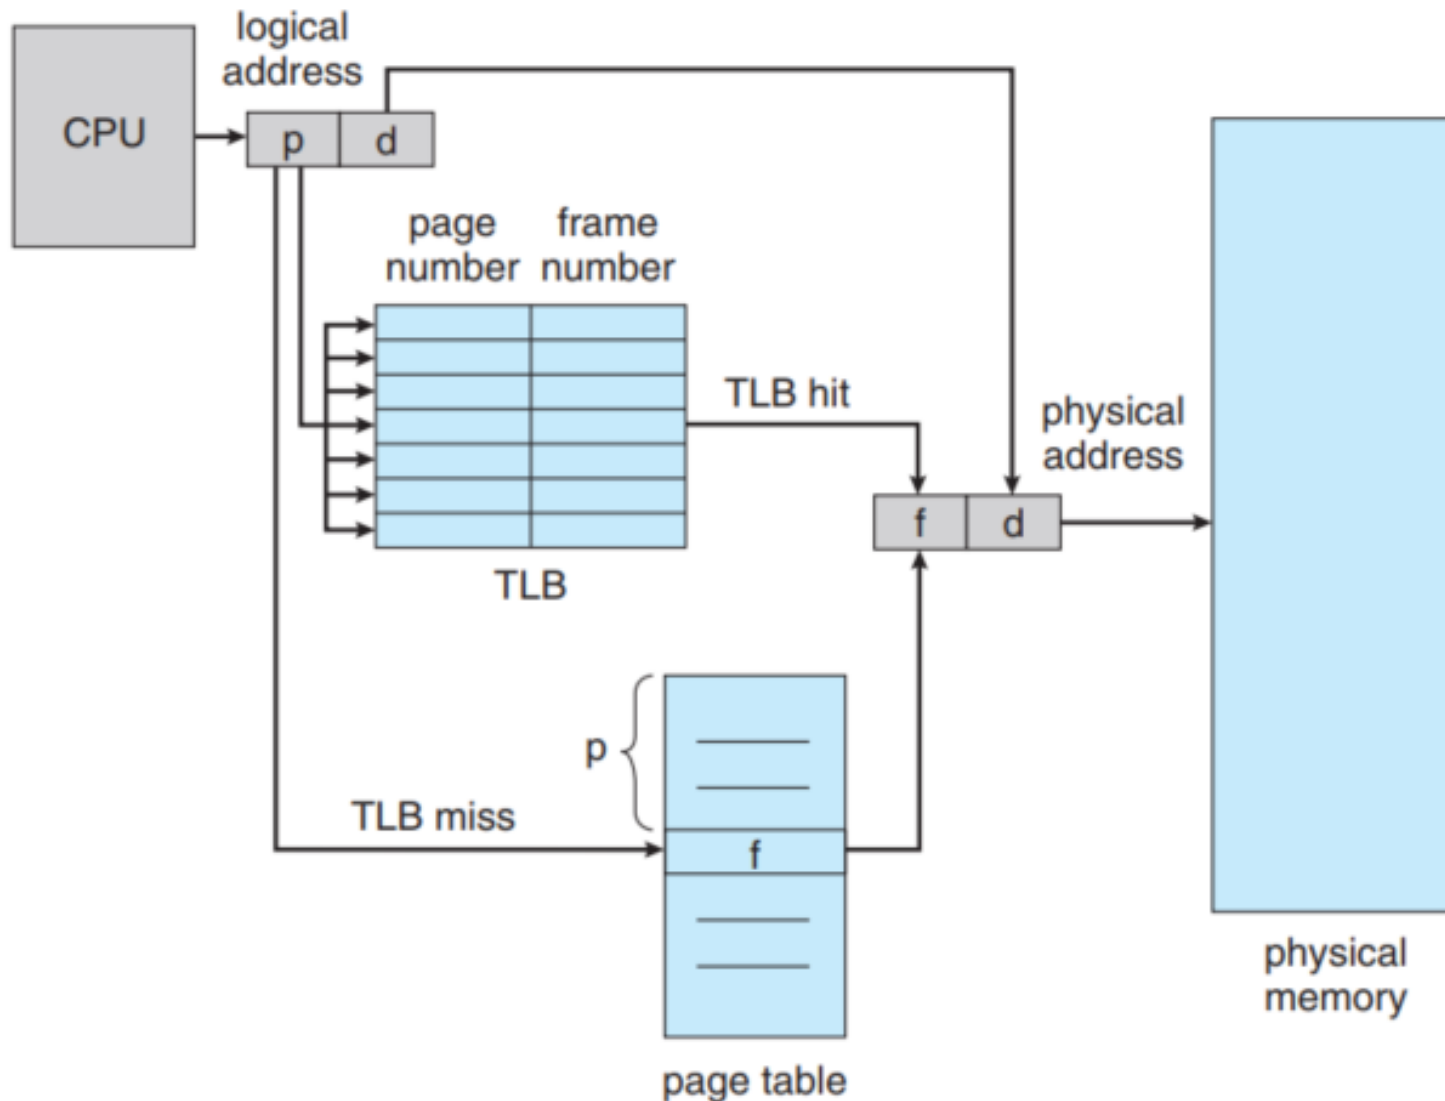 logical
address
CPU
p
d
page
number
frame
number
TLB hit
physical
address
f
d
TLB
p
TLB miss
f
physical
memory
page table